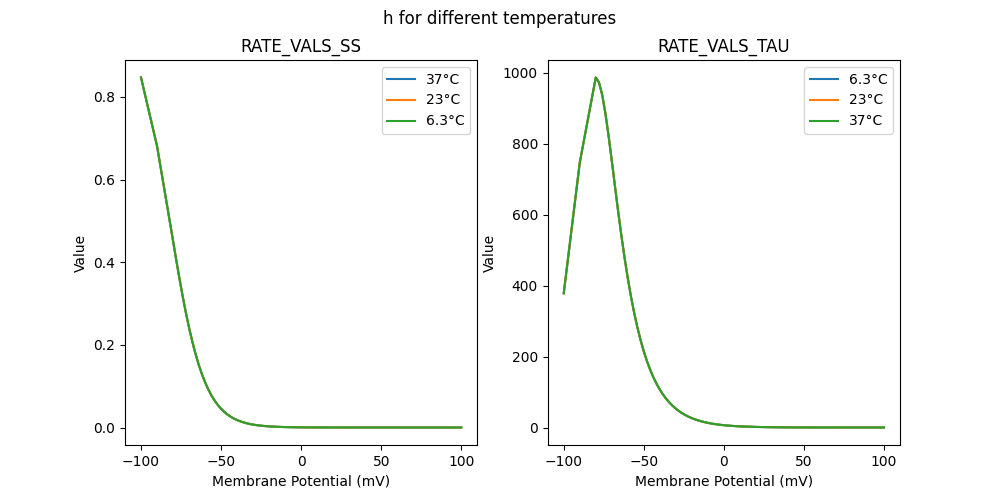 h for different temperatures
RATE_VALS_SS
Value
0.8
0.6
0.4
0.2
0.0
37°C
23°C
6.3°C
−100
−50
0
50
100
Membrane Potential (mV)
RATE_VALS_TAU
Value
1000
800
600
400
200
0
6.3°C
23°C
37°C
−100
−50
0
50
100
Membrane Potential (mV)